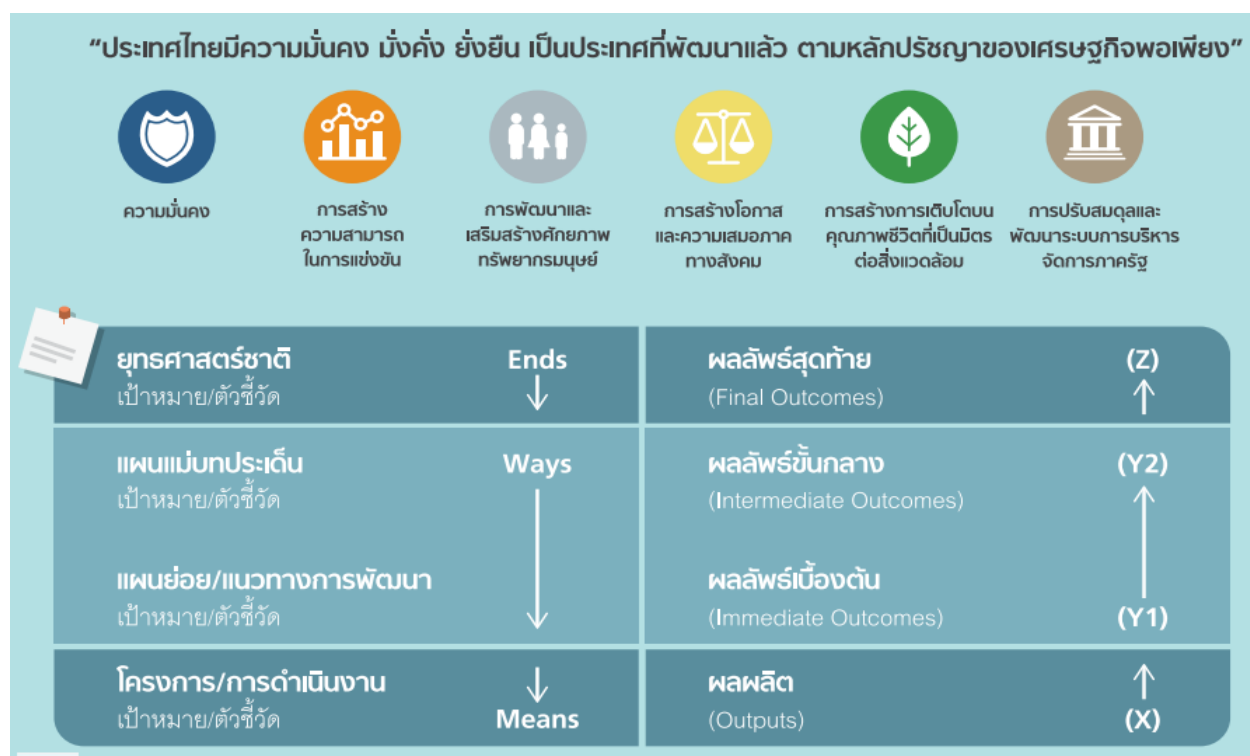 “ประเทศไทยมีความมั่นคง มั่งคั่ง ยั่งยืน เป็นประเทศที่พัฒนาแล้ว ตามหลักปรัชญาของเศรษฐกิจพอเพียง”
ความมั่นคง
การสร้าง
ความสามารถ
ในการแข่งขัน
การพัฒนาและ
เสริมสร้างศักยภาพ
ทรัพยากรมนุษย์
การสร้างโอกาส
และความเสมอภาค
ทางสังคม
การสร้างการเติบโตบน
คุณภาพชีวิตที่เป็นมิตร
ต่อสิ่งแวดล้อม
การปรับสมดุลและ
พัฒนาระบบการบริหาร
จัดการภาครัฐ
ยุทธศาสตร์ชาติ Ends ผลลัพธ์สุดท้าย (Z)
เป้าหมาย/ตัวชี้วัด (Final Outcomes)
แผนแม่บทประเด็น Ways ผลลัพธ์ขั้นกลาง (Y2)
เป้าหมาย/ตัวชี้วัด (Intermediate Outcomes)
แผนย่อย/แนวทางการพัฒนา ผลลัพธ์เบื้องต้น
เป้าหมาย/ตัวชี้วัด (Immediate Outcomes) (Y1)
โครงการ/การดำเนินงาน ผลผลิต
เป้าหมาย/ตัวชี้วัด Means (Outputs) (X)